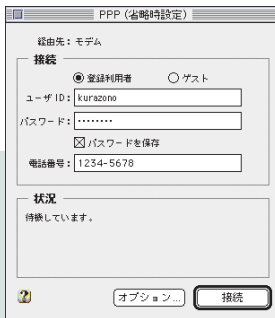 PPP (省略時設定)
経由先: モデム
接続
登録利用者 ゲスト
ユーザID: kurazono
パスワード: ••••••••
パスワードを保存
電話番号: 1234-5678
状況
待機しています。
? オプション... 接続